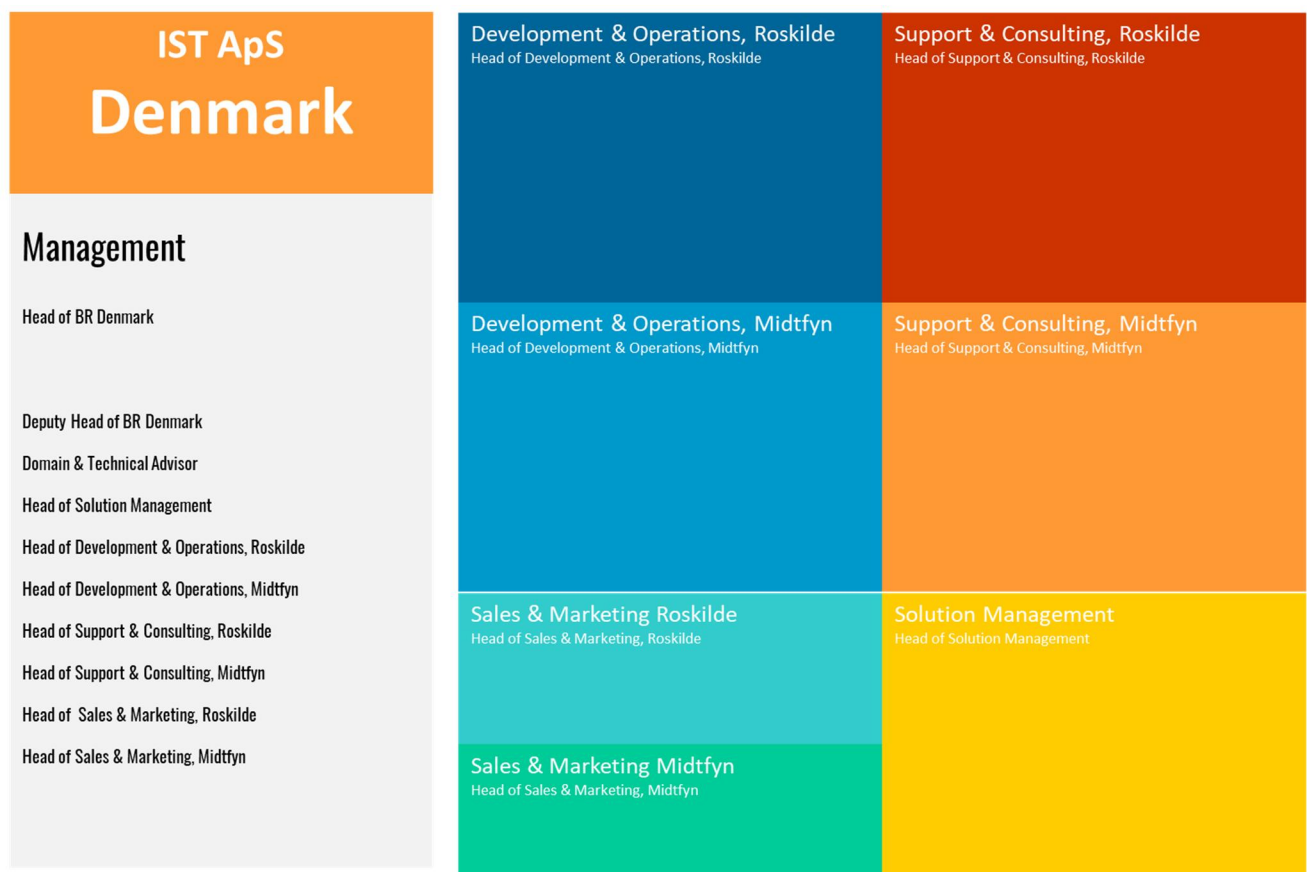 IST ApS
Denmark
Management
Head of BR Denmark
Deputy Head of BR Denmark
Domain & Technical Advisor
Head of Solution Management
Head of Development & Operations, Roskilde
Head of Development & Operations, Midtfyn
Head of Support & Consulting, Roskilde
Head of Support & Consulting, Midtfyn
Head of  Sales & Marketing, Roskilde
Head of Sales & Marketing, Midtfyn
Development & Operations, Roskilde
Head of Development & Operations, Roskilde
Support & Consulting, Roskilde
Head of Support & Consulting, Roskilde
Development & Operations, Midtfyn
Head of Development & Operations, Midtfyn
Support & Consulting, Midtfyn
Head of Support & Consulting, Midtfyn
Sales & Marketing Roskilde
Head of Sales & Marketing, Roskilde
Solution Management
Head of Solution Management
Sales & Marketing Midtfyn
Head of Sales & Marketing, Midtfyn